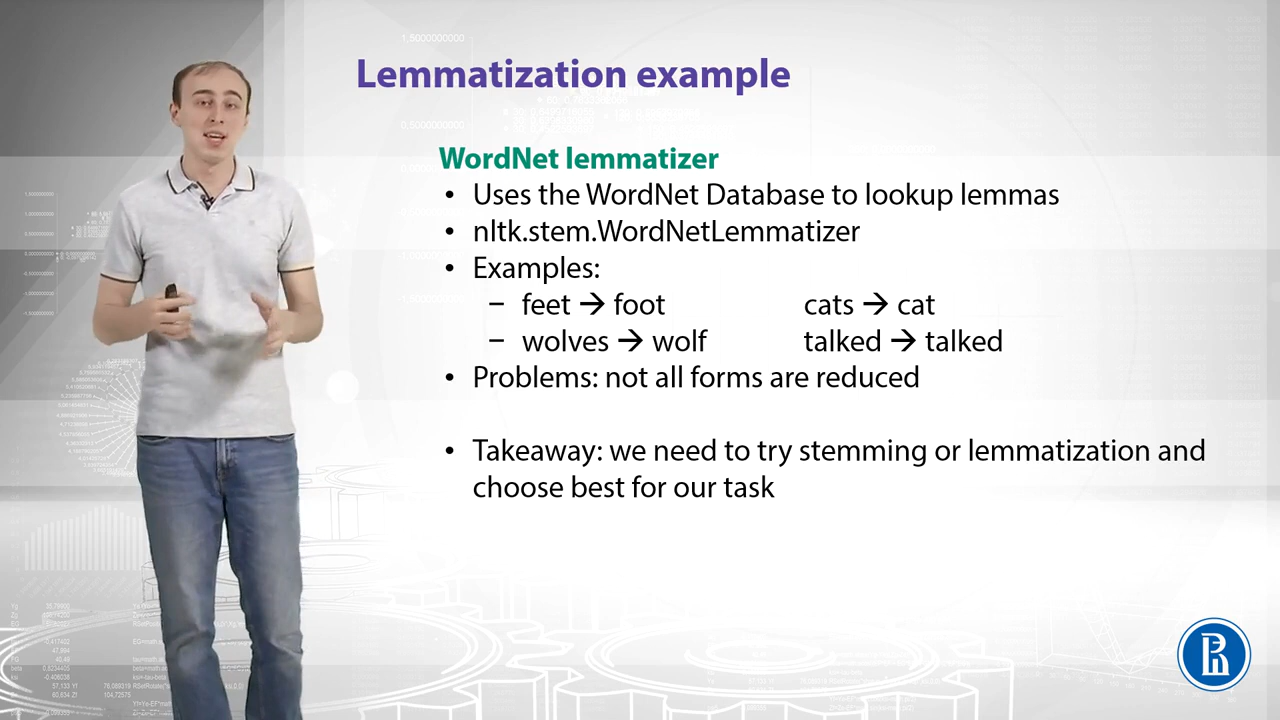 Lemmatization example
WordNet lemmatizer
• Uses the WordNet Database to lookup lemmas
• nltk.stem.WordNetLemmatizer
• Examples:
– feet → foot cats → cat
– wolves → wolf talked → talked
• Problems: not all forms are reduced
• Takeaway: we need to try stemming or lemmatization and
choose best for our task